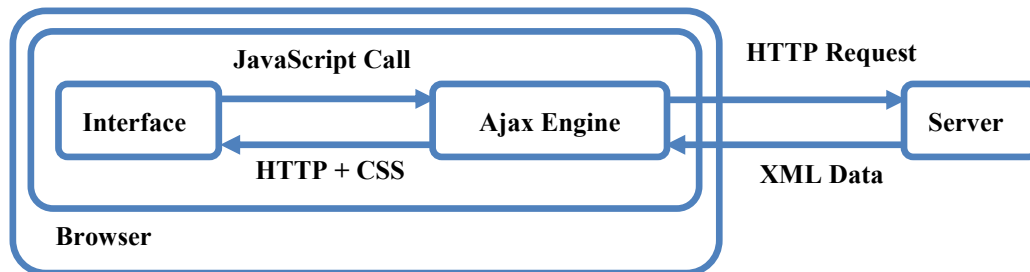 JavaScript Call
HTTP Request
Interface
Ajax Engine
Server
HTTP + CSS
XML Data
Browser